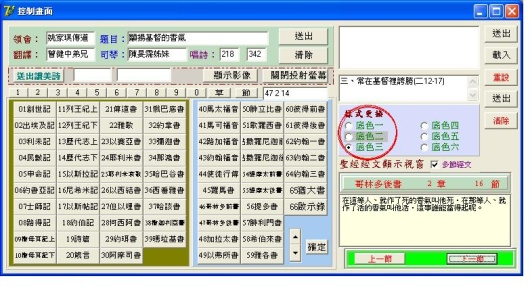 控制畫面
領會： 姚家琪傳道 題目： 顯揚基督的香氣 送出
翻譯： 曾健中弟兄 司琴： 陳晏霈姊妹 唱詩： 218 342 清除
送出讚美詩 顯示影像 關閉投射螢幕
1 2 3 4 5 6 7 8 9 0 47 2 14
01創世記 11列王紀上 21傳道書 31俄巴底書 40馬太福音 50腓立比書 60彼得前書
02出埃及記 12列王紀下 22雅歌 32約拿書 41馬可福音 51歌羅西書 61彼得後書
03利未記 13歷代志上 23以賽亞書 33彌迦書 42路加福音 62約翰一書
04民數記 14歷代志下 24耶利米書 34那鴻書 43約翰福音 63約翰二書
05申命記 15以斯拉記 25耶利米哀歌 35哈巴谷書 44使徒行傳 54提摩太前書 64約翰三書
06約書亞記 16尼希米記 26以西結書 36西番雅書 45羅馬書 55提摩太後書 65猶大書
07士師記 17以斯帖記 27但以理書 37哈該書 46哥林多前書 56提多書 66啟示錄
08路得記 18約伯記 28何西阿書 38撒迦利亞書 47哥林多後書 57腓利門書
09撒母耳記上 19詩篇 29約珥書 39瑪拉基書 48加拉太書 58希伯來書
10撒母耳記下 20箴言 30阿摩司書 49以弗所書 59雅各書 確定
送出
載入
三、常在基督裡誇勝(二12-17) 重設
送出
清除
樣式更換
底色一 底色四
底色二 底色五
底色三 底色六
聖經經文顯示視窗 多節經文
哥林多後書 2 章 16 節
在這等人、就作了死的香氣叫他死．在那等人、就
作了活的香氣叫他活。這事誰能當得起呢。
上一節 下一節